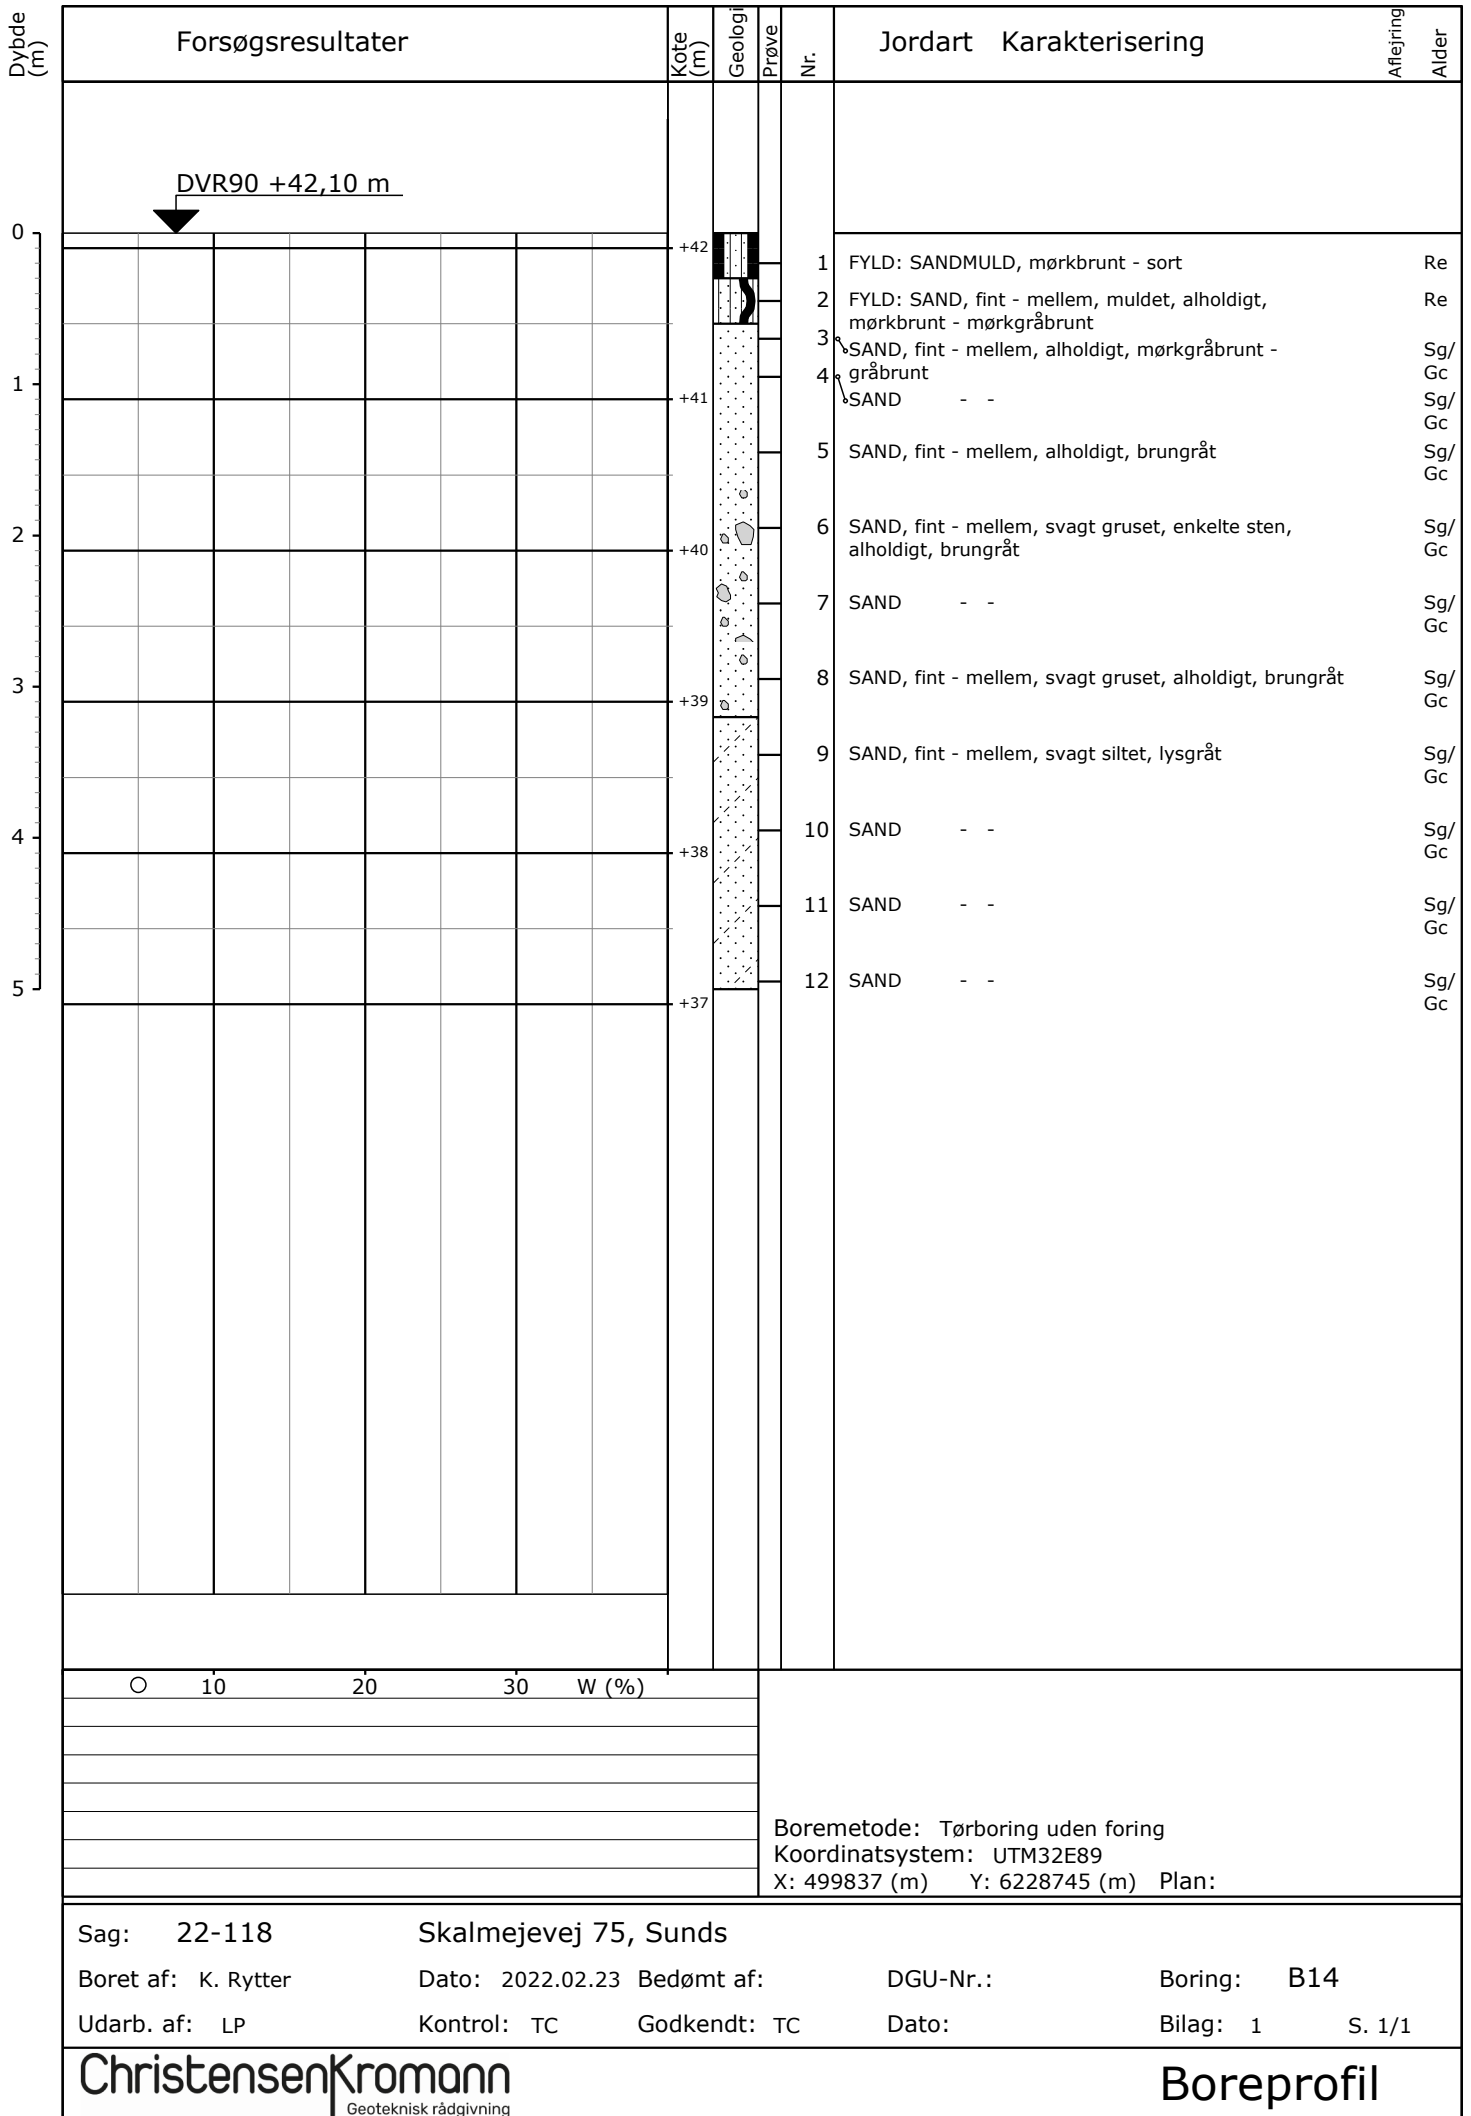 Dybde (m)
Forsøgsresultater
Kote (m)
Geologi
Prøve
Nr.
Jordart Karakterisering
Aflejring
Alder
DVR90 +42,10 m
0
+42
1 FYLD: SANDMULD, mørkbrunt - sort Re
2 FYLD: SAND, fint - mellem, muldet, alholdigt, Re
mørkbrunt - mørkgråbrunt
3 SAND, fint - mellem, alholdigt, mørkgråbrunt - Sg/
gråbrunt Gc
1
4 SAND - - Sg/
Gc
+41
5 SAND, fint - mellem, alholdigt, brungråt Sg/
Gc
2
6 SAND, fint - mellem, svagt gruset, enkelte sten, Sg/
alholdigt, brungråt Gc
+40
7 SAND - - Sg/
Gc
3
8 SAND, fint - mellem, svagt gruset, alholdigt, brungråt Sg/
Gc
+39
9 SAND, fint - mellem, svagt siltet, lysgråt Sg/
Gc
4
10 SAND - - Sg/
Gc
+38
11 SAND - - Sg/
Gc
5
12 SAND - - Sg/
Gc
+37
10 20 30 W (%)
Boremetode: Tørboring uden foring
Koordinatsystem: UTM32E89
X: 499837 (m) Y: 6228745 (m) Plan:
Sag: 22-118 Skalmejevej 75, Sunds
Boret af: K. Rytter Dato: 2022.02.23 Bedømt af: DGU-Nr.: Boring: B14
Udarb. af: LP Kontrol: TC Godkendt: TC Dato: Bilag: 1 S. 1/1
ChristensenKromann
Geoteknisk rådgivning
Boreprofil